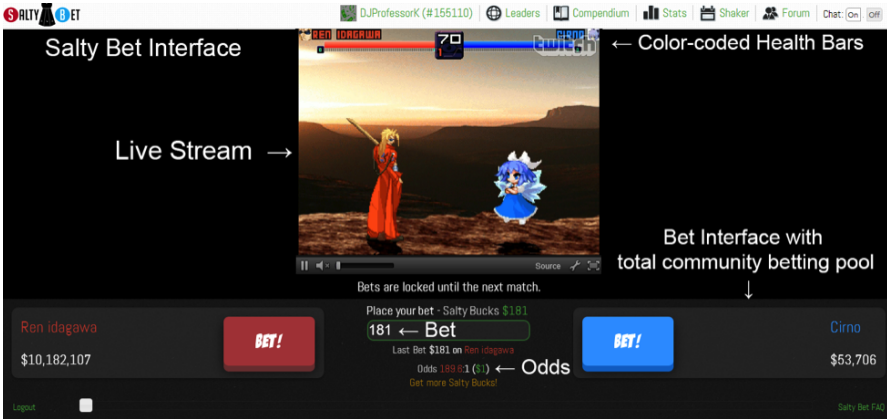 SALTY BET
DJProfessorK (#155110)
Leaders
Compendium
Stats
Shaker
Forum
Chat: On Off
Salty Bet Interface
REN IDAGAWA
70
1
CIRNO
twitch
← Color-coded Health Bars
Live Stream →
Source
Bet Interface with
total community betting pool
↓
Bets are locked until the next match.
Place your bet - Salty Bucks $181
181 ← Bet
Last Bet $181 on Ren idagawa
Odds 189.6:1 ($1) ← Odds
Get more Salty Bucks!
Ren idagawa
$10,182,107
BET!
BET!
Cirno
$53,706
Logout
Salty Bet FAQ